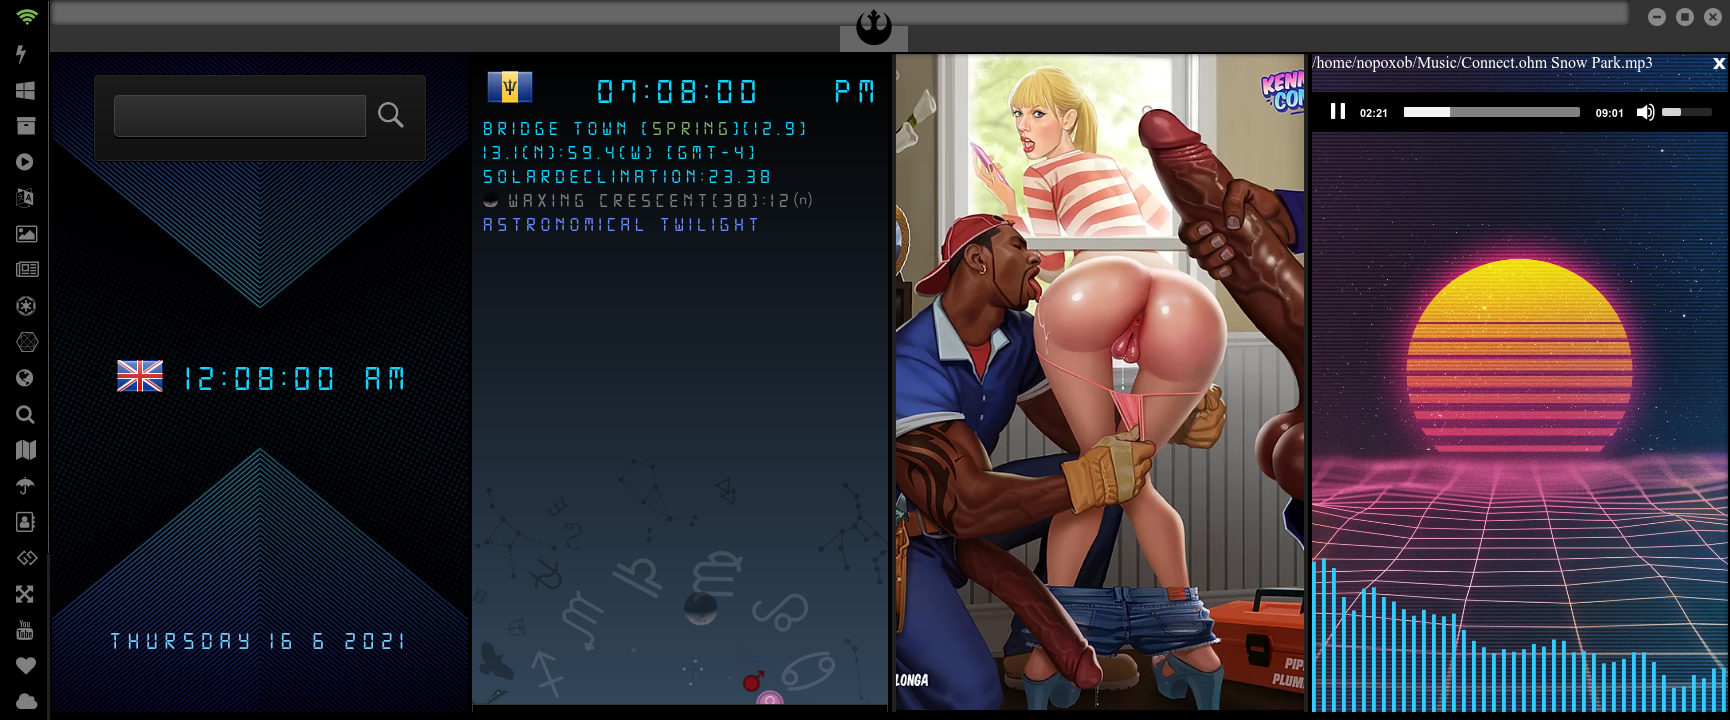 /home/nopoxob/Music/Connect.ohm Snow Park.mp3
X
02:21
09:01
07:08:00 PM
BRIDGE TOWN [SPRING][12.9]
13.1(N):59.4(W) [GMT-4]
SOLARDECLINATION:23.38
WAXING CRESCENT[38]:12(n)
ASTRONOMICAL TWILIGHT
12:08:00 AM
THURSDAY 16 6 2021
You
Tube
LONGA
PIP
PLUM